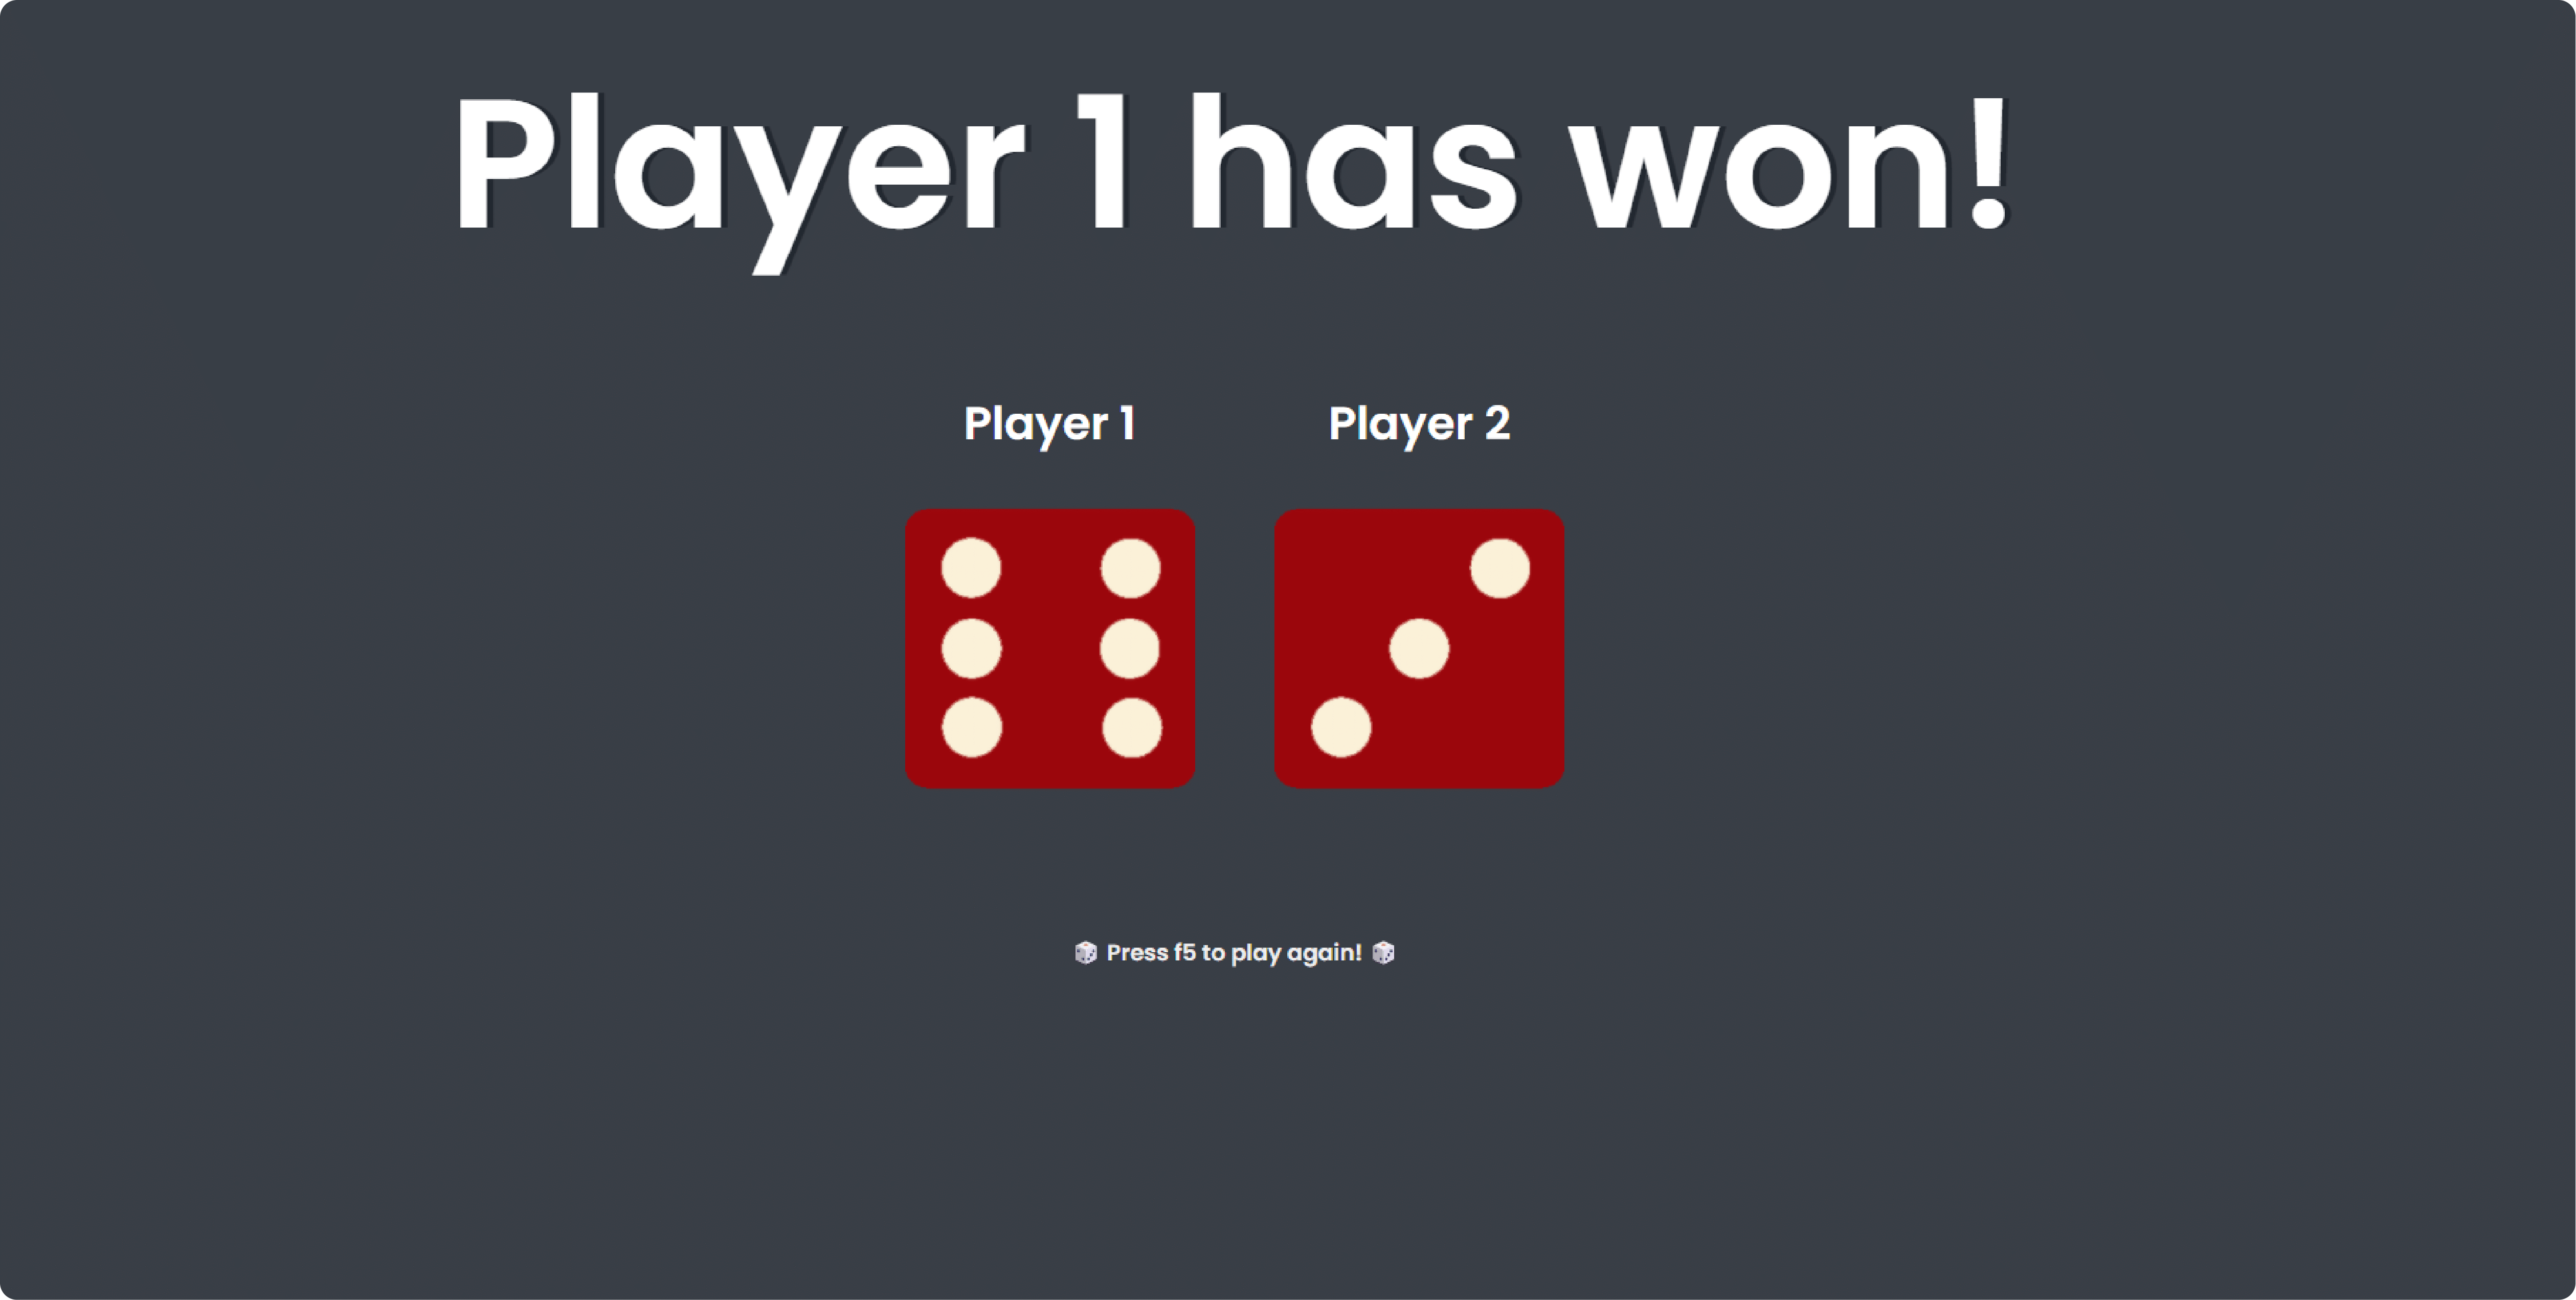 Player 1 has won!
Player 1
Player 2
🎲 Press f5 to play again! 🎲